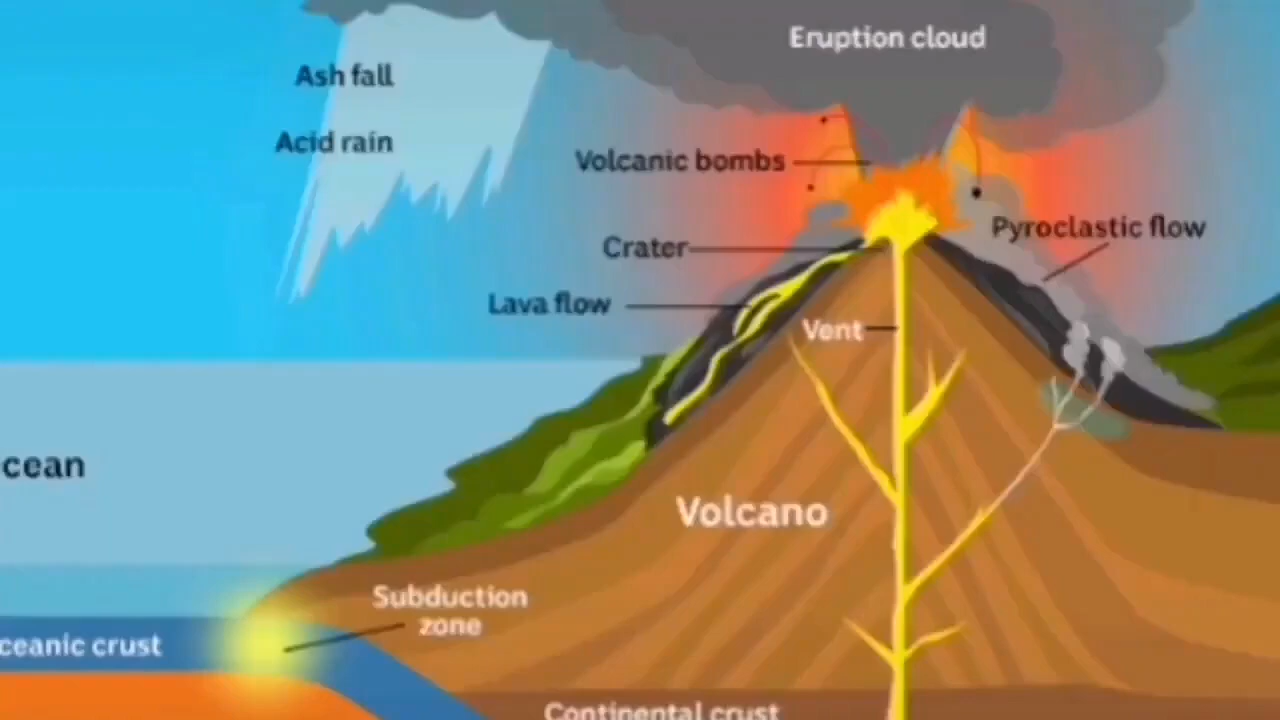 Eruption cloud
Ash fall
Acid rain
Volcanic bombs
Pyroclastic flow
Crater
Lava flow
Vent
cean
Volcano
Subduction
zone
ceanic crust
Continental crust